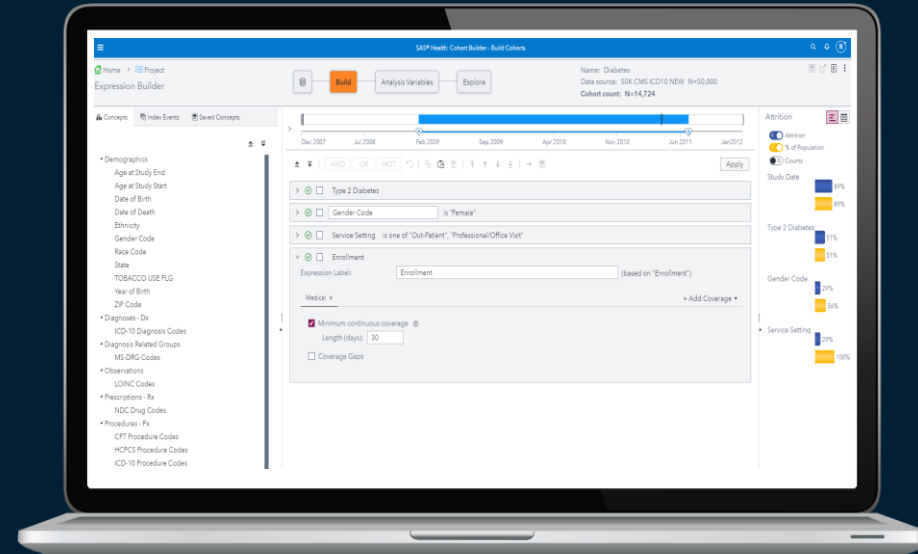 SAS® Health: Cohort Builder - Build Cohorts
Home > Project
Expression Builder
Build
Analysis Variables
Explore
Name: Diabetes
Data source: 50K CMS ICD10 NEW N=50,000
Cohort count: N=14,724
Concepts
Index Events
Saved Concepts
Demographics
Age at Study End
Age at Study Start
Date of Birth
Date of Death
Ethnicity
Gender Code
Race Code
State
TOBACCO USE FLG
Year of Birth
ZIP Code
Diagnoses - Dx
ICD-10 Diagnosis Codes
Diagnosis Related Groups
MS-DRG Codes
Observations
LOINC Codes
Prescriptions - Rx
NDC Drug Codes
Procedures - Px
CPT Procedure Codes
HCPCS Procedure Codes
ICD-10 Procedure Codes
Dec 2007 Jul 2008 Feb 2009 Sep 2009 Apr 2010 Nov 2010 Jun 2011 Jan2012
AND OR NOT
Apply
Type 2 Diabetes
Gender Code is "Female"
Service Setting is one of "Out-Patient", "Professional/Office Visit"
Enrollment
Expression Label: Enrollment (based on "Enrollment")
Medical ×
+ Add Coverage
Minimum continuous coverage
Length (days): 30
Coverage Gaps
Attrition
Attrition
% of Population
Counts
Study Date
89%
89%
Type 2 Diabetes
51%
51%
Gender Code
29%
56%
Service Setting
29%
100%